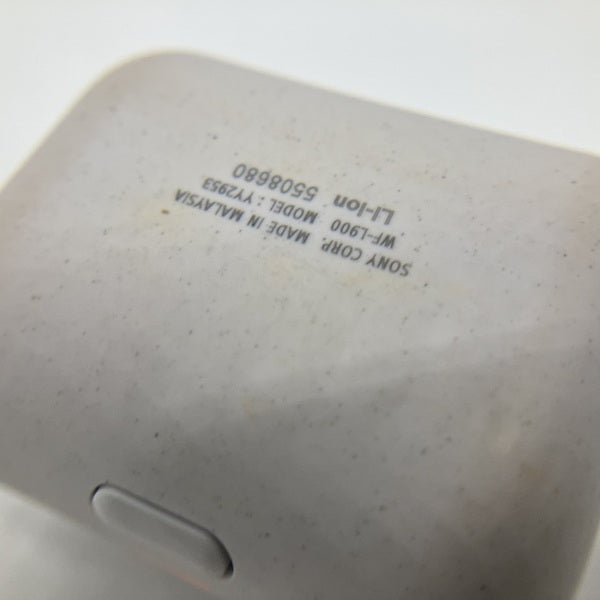 SONY CORP. MADE IN MALAYSIA
WF-L900 MODEL : YY2953
Li-ion 5508680